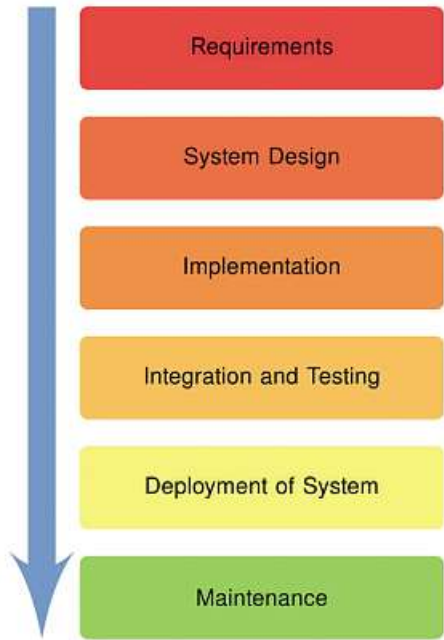 Requirements
System Design
Implementation
Integration and Testing
Deployment of System
Maintenance